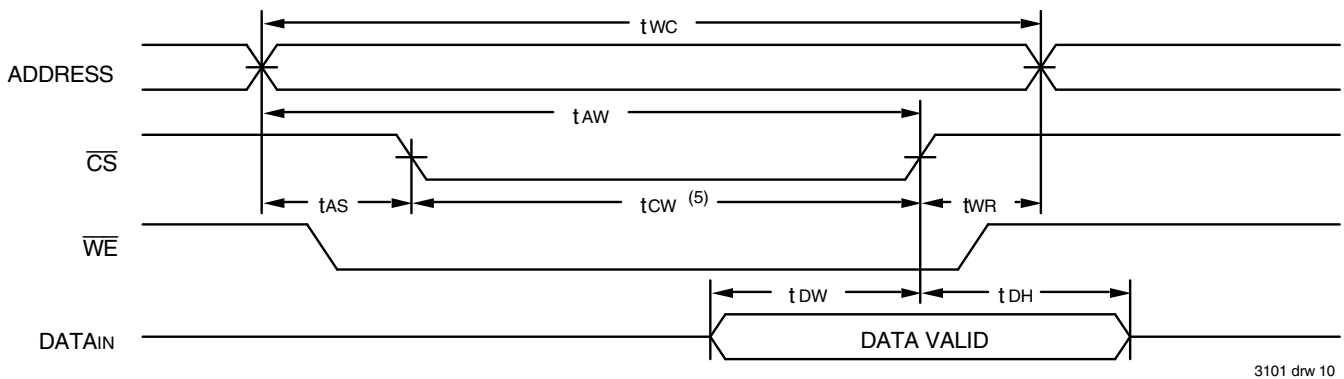 tWC
ADDRESS
tAW
CS
tAS
tCW (5)
tWR
WE
tDW
tDH
DATAIN
DATA VALID
3101 drw 10